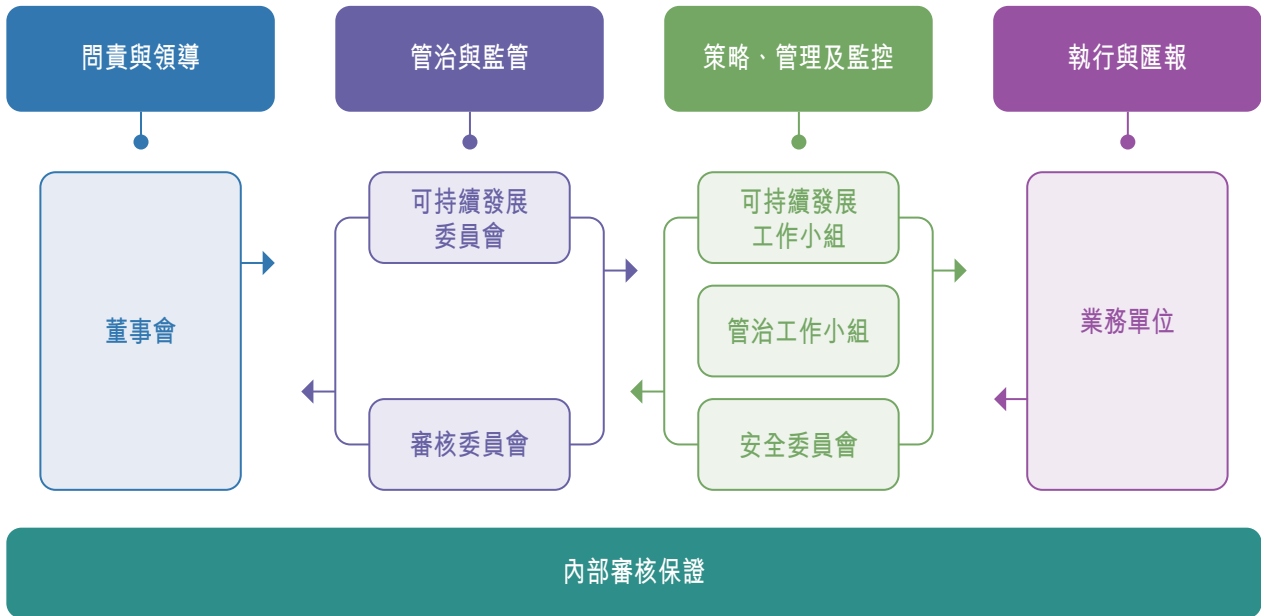 問責與領導
管治與監管
策略、管理及監控
執行與匯報
董事會
可持續發展
委員會
審核委員會
可持續發展
工作小組
管治工作小組
安全委員會
業務單位
內部審核保證